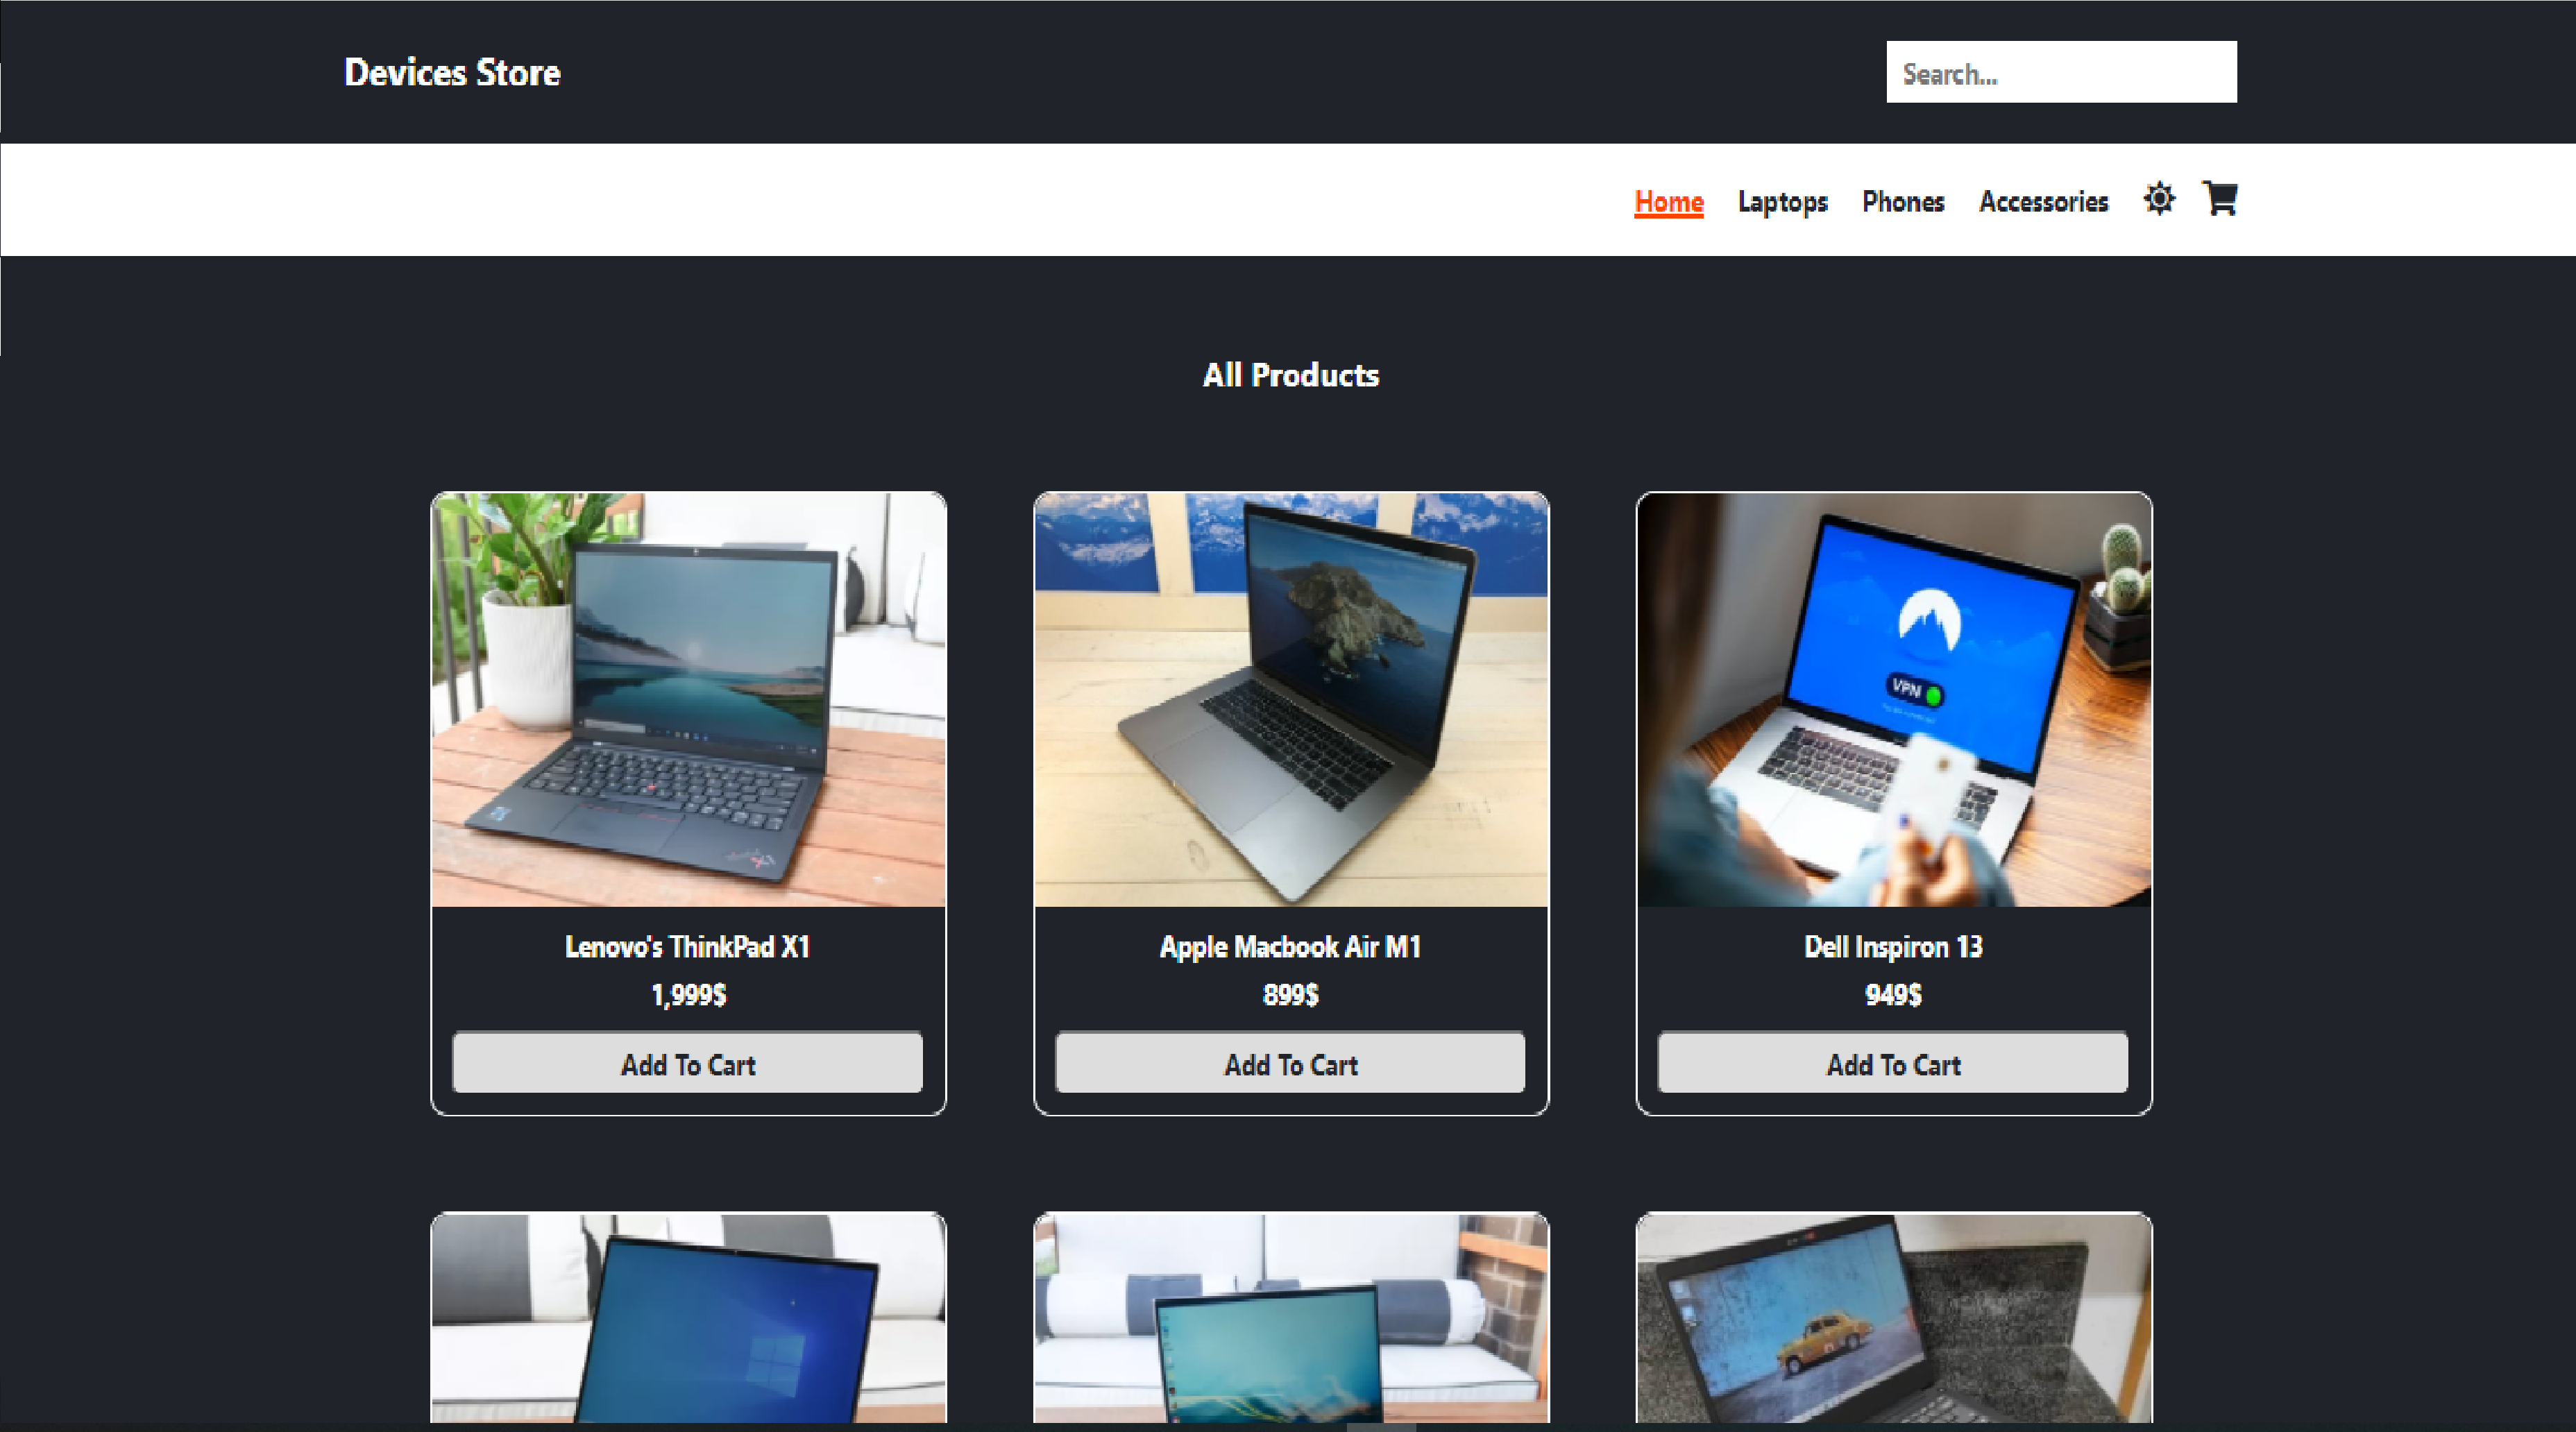 Devices Store
Search...
Home Laptops Phones Accessories
All Products
VPN
Lenovo's ThinkPad X1
1,999$
Add To Cart
Apple Macbook Air M1
899$
Add To Cart
Dell Inspiron 13
949$
Add To Cart